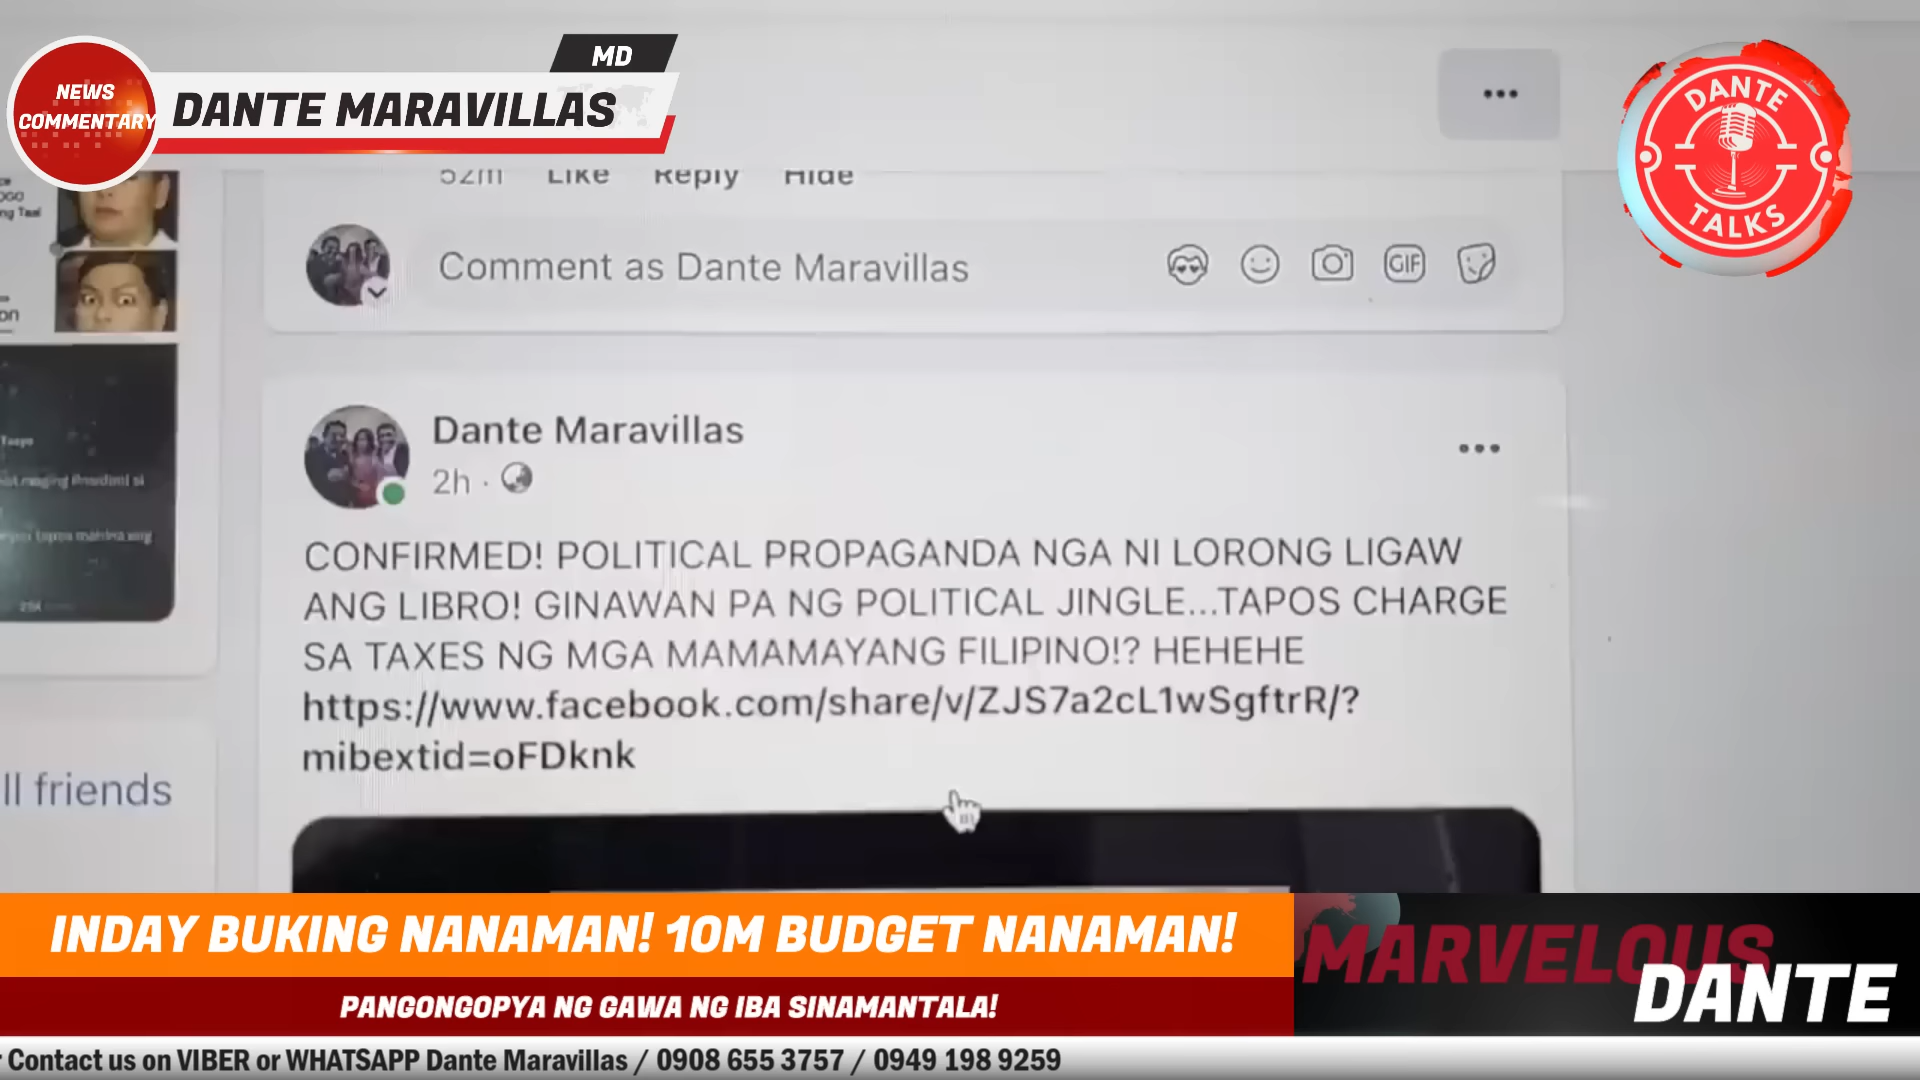 MD
NEWS
COMMENTARY
DANTE MARAVILLAS
DANTE
TALKS
52m Like Reply Hide
Comment as Dante Maravillas
GIF
Dante Maravillas
2h
CONFIRMED! POLITICAL PROPAGANDA NGA NI LORONG LIGAW
ANG LIBRO! GINAWAN PA NG POLITICAL JINGLE...TAPOS CHARGE
SA TAXES NG MGA MAMAMAYANG FILIPINO!? HEHEHE
https://www.facebook.com/share/v/ZJS7a2cL1wSgftrR/?
mibextid=oFDknk
ll friends
INDAY BUKING NANAMAN! 10M BUDGET NANAMAN!
PANGONGOPYA NG GAWA NG IBA SINAMANTALA!
MARVELOUS
DANTE
Contact us on VIBER or WHATSAPP Dante Maravillas / 0908 655 3757 / 0949 198 9259